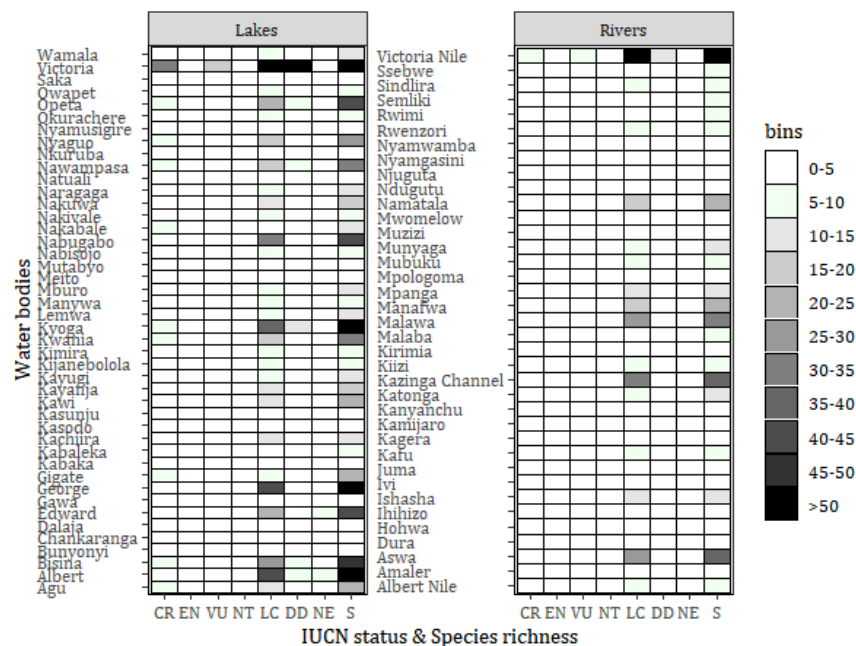 Lakes
Rivers
Water bodies
Wamala
Victoria
Saka
Owapet
Opeta
Okurachere
Nyamusigire
Nyaguo
Nkuruba
Nawampasa
Natuali
Naragaga
Nakuwa
Nakivale
Nakabale
Nabugabo
Nabisojo
Mutabyo
Meito
Mburo
Manywa
Lemwa
Kyoga
Kwania
Kimira
Kijanebolola
Kayugi
Kayanja
Kawi
Kasunju
Kasodo
Kachiira
Kabaleka
Kabaka
Gigate
George
Gawa
Edward
Dalaja
Chankaranga
Bunyonyi
Bisina
Albert
Agu
Victoria Nile
Ssebwe
Sindlira
Semliki
Rwimi
Rwenzori
Nyamwamba
Nyamgasini
Njuguta
Ndugutu
Namatala
Mwomelow
Muzizi
Munyaga
Mubuku
Mpologoma
Mpanga
Manafwa
Malawa
Malaba
Kirimia
Kiizi
Kazinga Channel
Katonga
Kanyanchu
Kamijaro
Kagera
Kafu
Juma
Ivi
Ishasha
Ihihizo
Hohwa
Dura
Aswa
Amaler
Albert Nile
CR EN VU NT LC DD NE S
CR EN VU NT LC DD NE S
IUCN status & Species richness
bins
0-5
5-10
10-15
15-20
20-25
25-30
30-35
35-40
40-45
45-50
>50